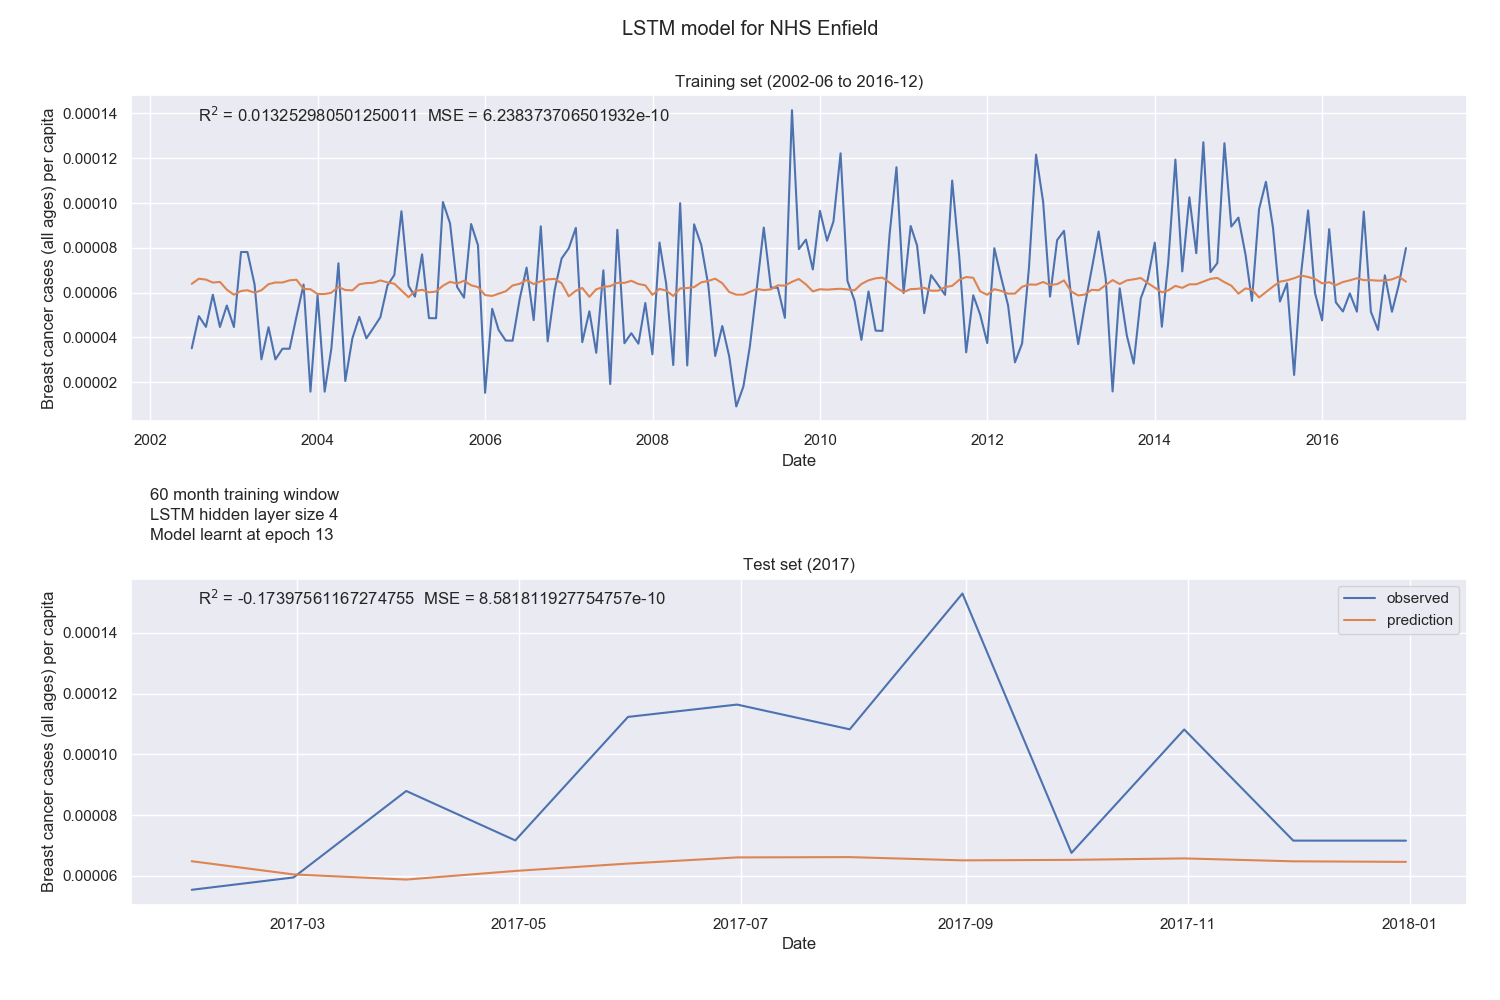 LSTM model for NHS Enfield
Training set (2002-06 to 2016-12)
R² = 0.013252980501250011 MSE = 6.238373706501932e-10
Breast cancer cases (all ages) per capita
0.00014
0.00012
0.00010
0.00008
0.00006
0.00004
0.00002
2002 2004 2006 2008 2010 2012 2014 2016
Date
60 month training window
LSTM hidden layer size 4
Model learnt at epoch 13
Test set (2017)
R² = -0.17397561167274755 MSE = 8.581811927754757e-10
observed
prediction
Breast cancer cases (all ages) per capita
0.00014
0.00012
0.00010
0.00008
0.00006
2017-03 2017-05 2017-07 2017-09 2017-11 2018-01
Date